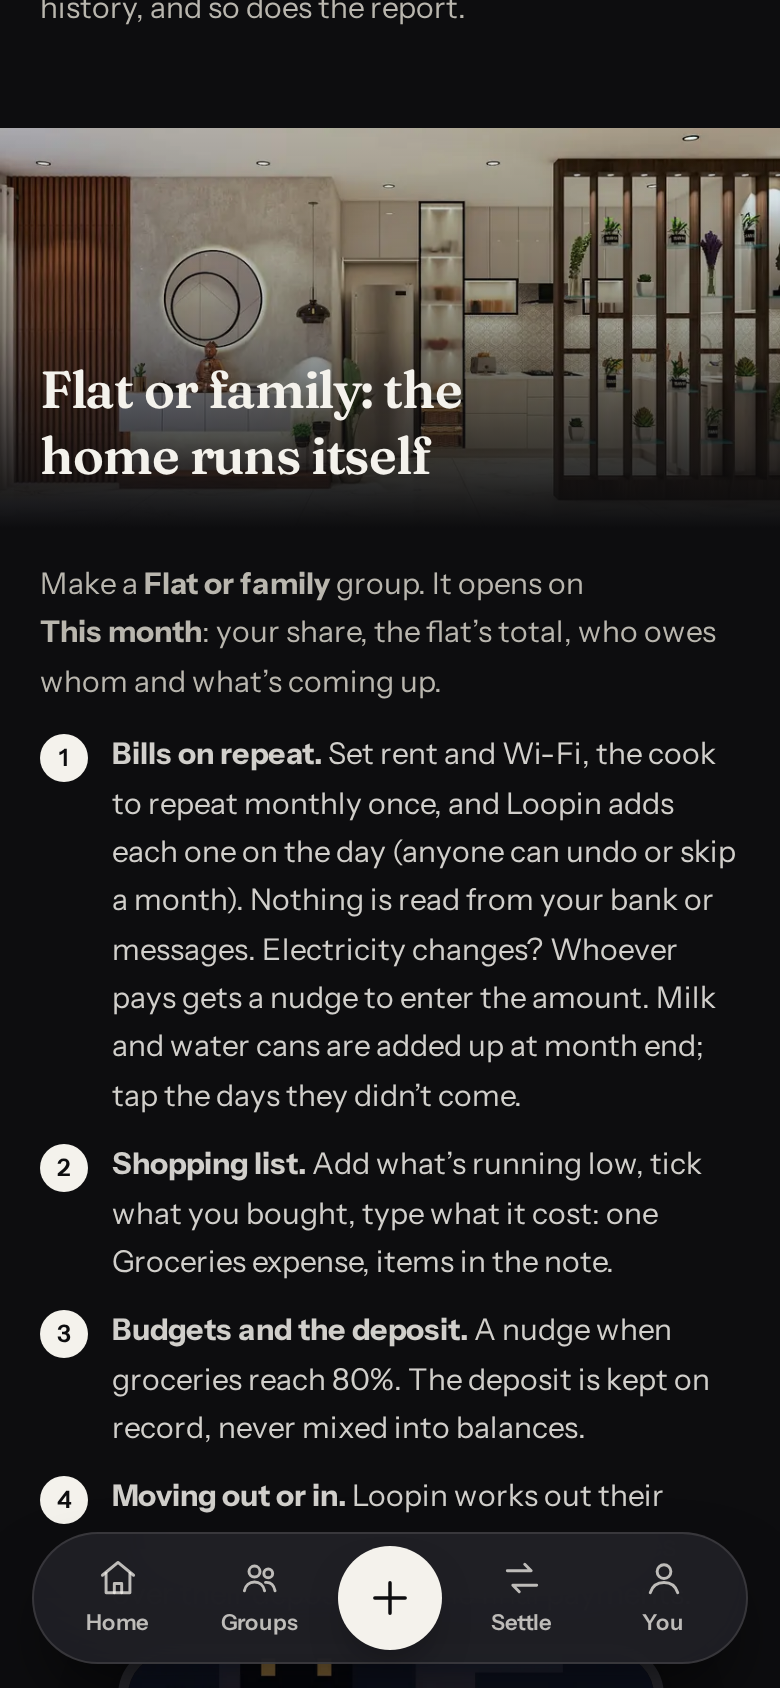 history, and so does the report.
Flat or family: the
home runs itself
Make a Flat or family group. It opens on
This month: your share, the flat’s total, who owes
whom and what’s coming up.
1 Bills on repeat. Set rent and Wi-Fi, the cook
to repeat monthly once, and Loopin adds
each one on the day (anyone can undo or skip
a month). Nothing is read from your bank or
messages. Electricity changes? Whoever
pays gets a nudge to enter the amount. Milk
and water cans are added up at month end;
tap the days they didn’t come.
2 Shopping list. Add what’s running low, tick
what you bought, type what it cost: one
Groceries expense, items in the note.
3 Budgets and the deposit. A nudge when
groceries reach 80%. The deposit is kept on
record, never mixed into balances.
4 Moving out or in. Loopin works out their
Home Groups Settle You